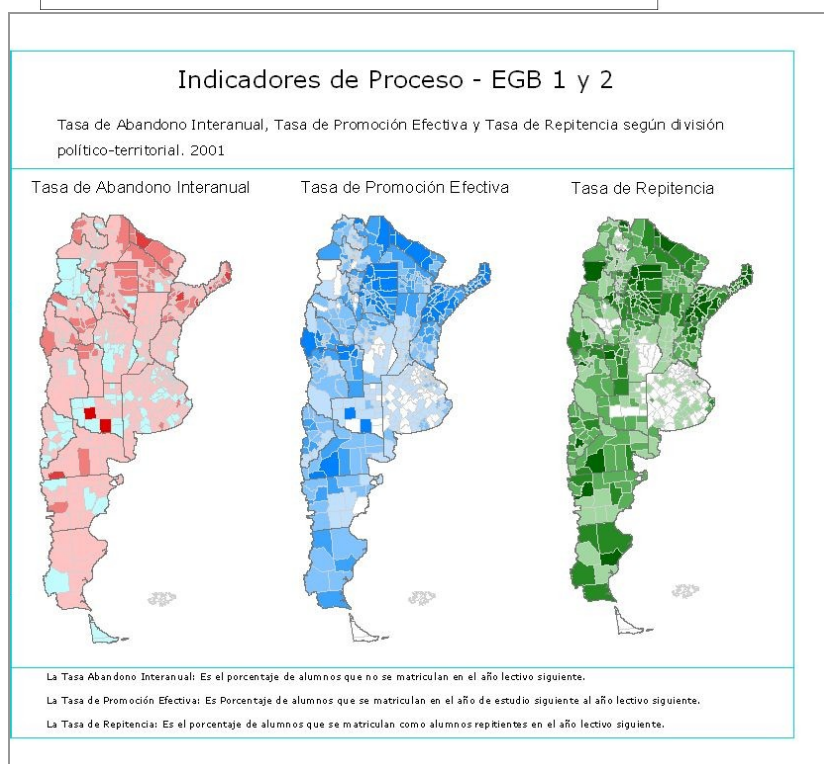 Indicadores de Proceso - EGB 1 y 2
Tasa de Abandono Interanual, Tasa de Promoción Efectiva y Tasa de Repitencia según división
político-territorial. 2001
Tasa de Abandono Interanual
Tasa de Promoción Efectiva
Tasa de Repitencia
La Tasa Abandono Interanual: Es el porcentaje de alumnos que no se matriculan en el año lectivo siguiente.
La Tasa de Promoción Efectiva: Es Porcentaje de alumnos que se matriculan en el año de estudio siguiente al año lectivo siguiente.
La Tasa de Repitencia: Es el porcentaje de alumnos que se matriculan como alumnos repitientes en el año lectivo siguiente.